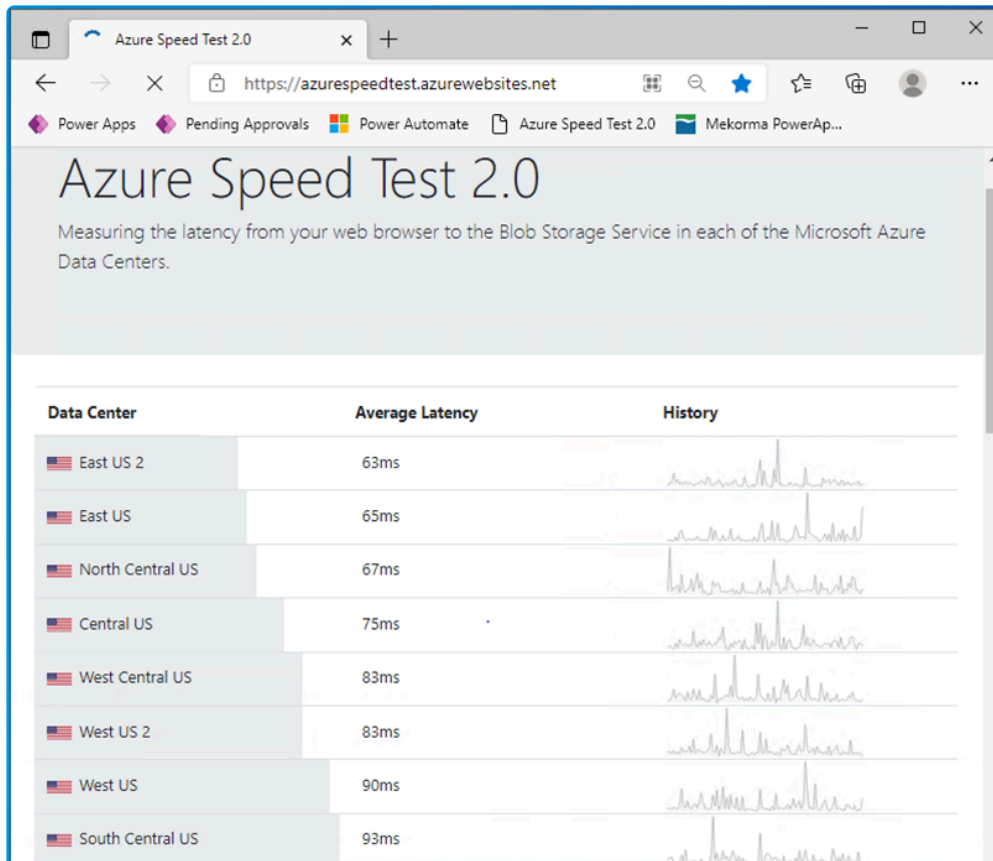 Azure Speed Test 2.0
https://azurespeedtest.azurewebsites.net
Power Apps Pending Approvals Power Automate Azure Speed Test 2.0 Mekorma PowerAp...
Azure Speed Test 2.0
Measuring the latency from your web browser to the Blob Storage Service in each of the Microsoft Azure
Data Centers.
Data Center Average Latency History
East US 2 63ms
East US 65ms
North Central US 67ms
Central US 75ms
West Central US 83ms
West US 2 83ms
West US 90ms
South Central US 93ms